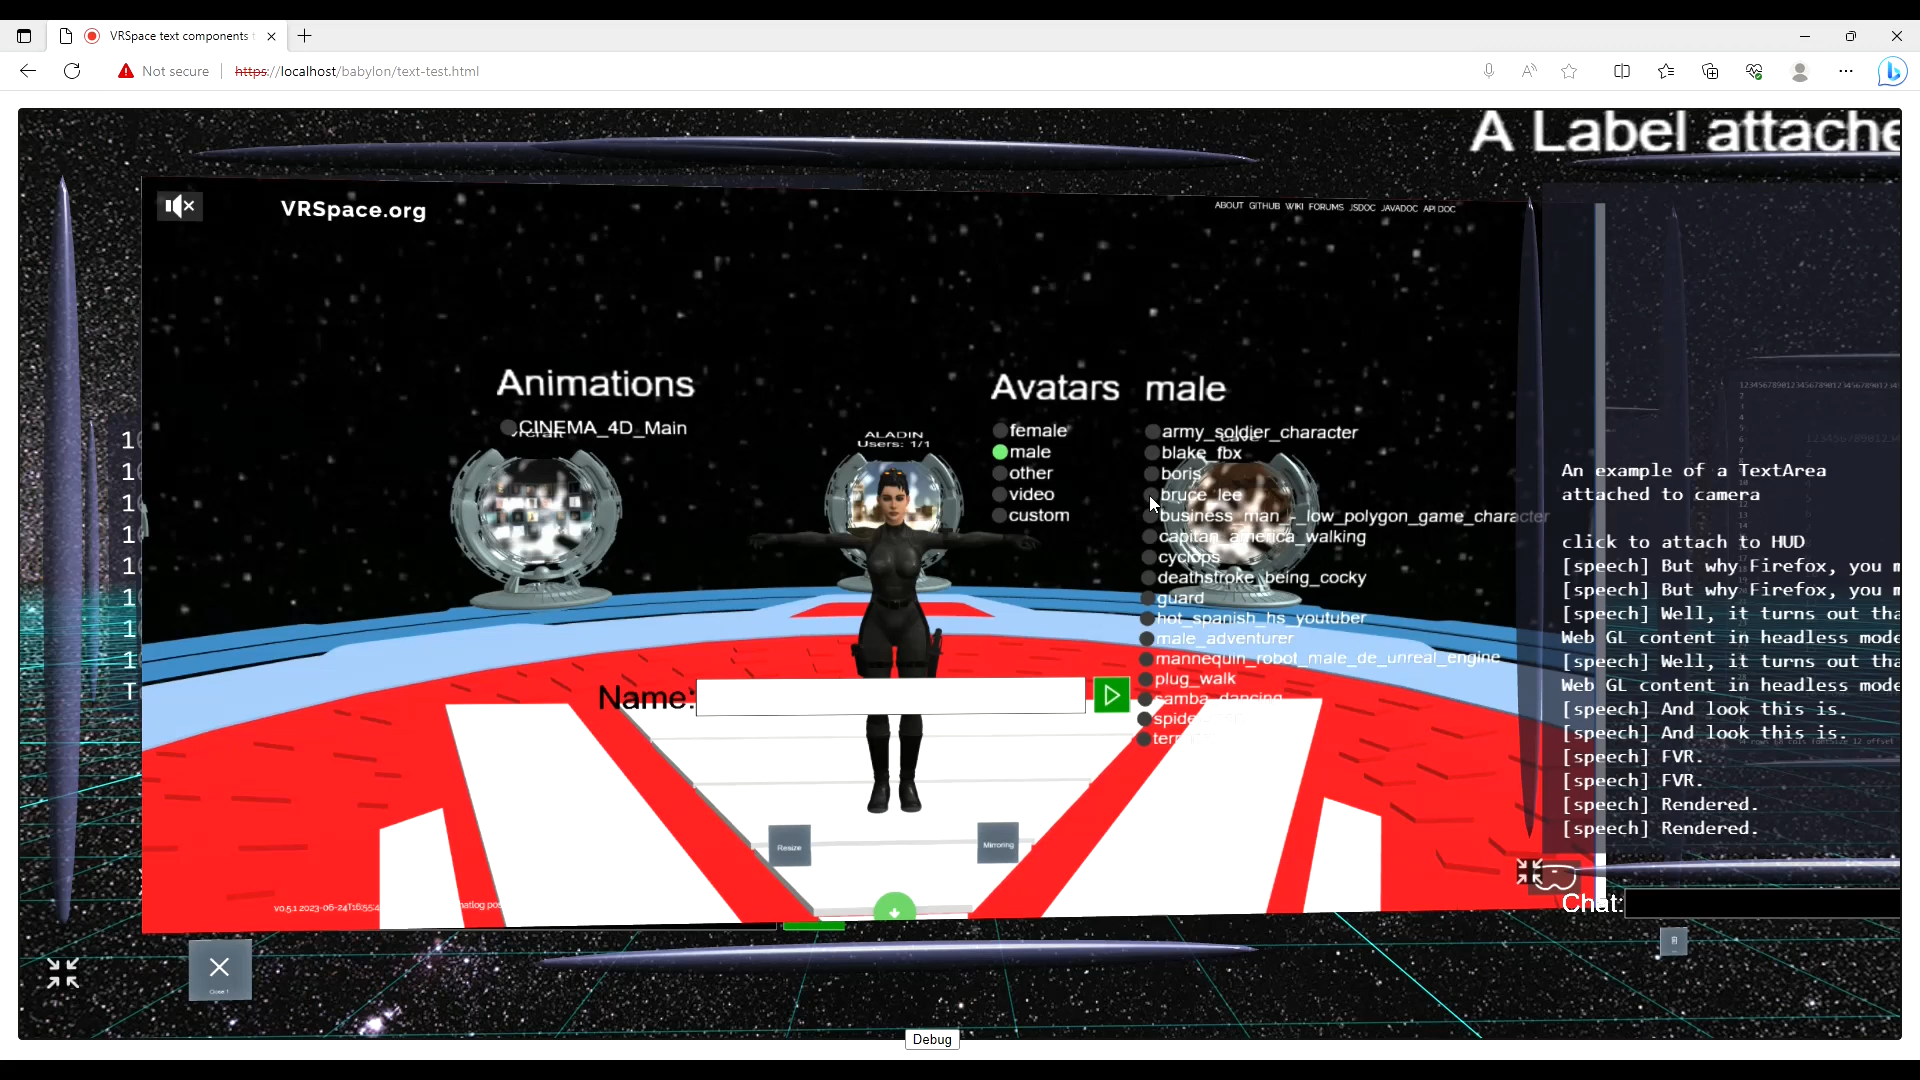 VRSpace text components
Not secure
https://localhost/babylon/text-test.html
A Label attache
VRSpace.org
ABOUT GITHUB WIKI FORUMS JSDOC JAVADOC API DOC
Animations
CINEMA_4D_Main
ALADIN
Users: 1/1
Avatars
female
male
other
video
custom
male
army_soldier_character
blake_fbx
boris
bruce_lee
business_man_-_low_polygon_game_character
capitan_america_walking
cyclops
deathstroke_being_cocky
guard
hot_spanish_hs_youtuber
male_adventurer
mannequin_robot_male_de_unreal_engine
plug_walk
samba_dancing
Name:
Resize
Mirroring
An example of a TextArea
attached to camera
click to attach to HUD
[speech] But why Firefox, you
[speech] But why Firefox, you
[speech] Well, it turns out
Web GL content in headless mode
[speech] Well, it turns out
Web GL content in headless mode
[speech] And look this is.
[speech] And look this is.
[speech] FVR.
[speech] FVR.
[speech] Rendered.
[speech] Rendered.
Chat:
Debug